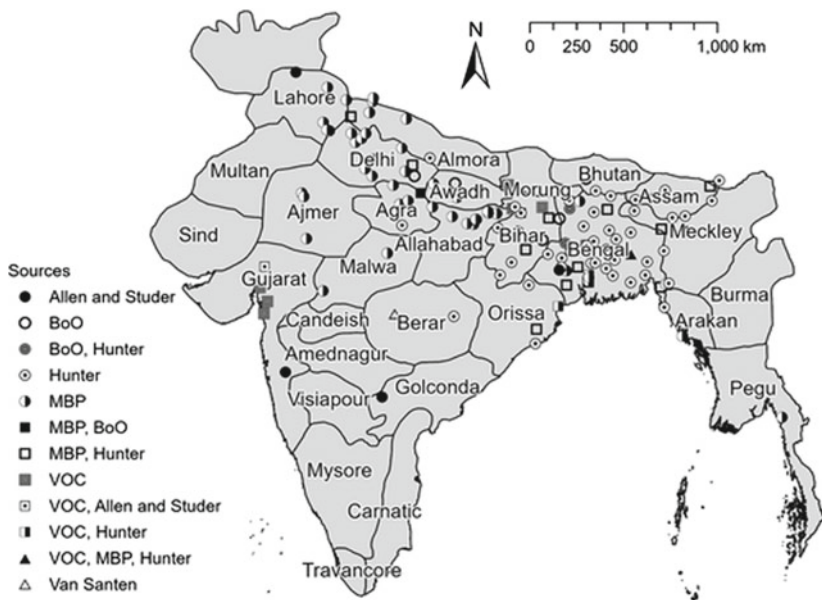 N
0 250 500 1,000 km
Lahore
Multan
Delhi
Almora
Sind
Ajmer
Agra
Awadh
Morung
Bhutan
Assam
Allahabad
Bihar
Bengal
Meckley
Gujarat
Malwa
Candeish
Berar
Orissa
Burma
Arakan
Amednagur
Visiapour
Golconda
Pegu
Mysore
Carnatic
Travancore
Sources
Allen and Studer
BoO
BoO, Hunter
Hunter
MBP
MBP, BoO
MBP, Hunter
VOC
VOC, Allen and Studer
VOC, Hunter
VOC, MBP, Hunter
Van Santen